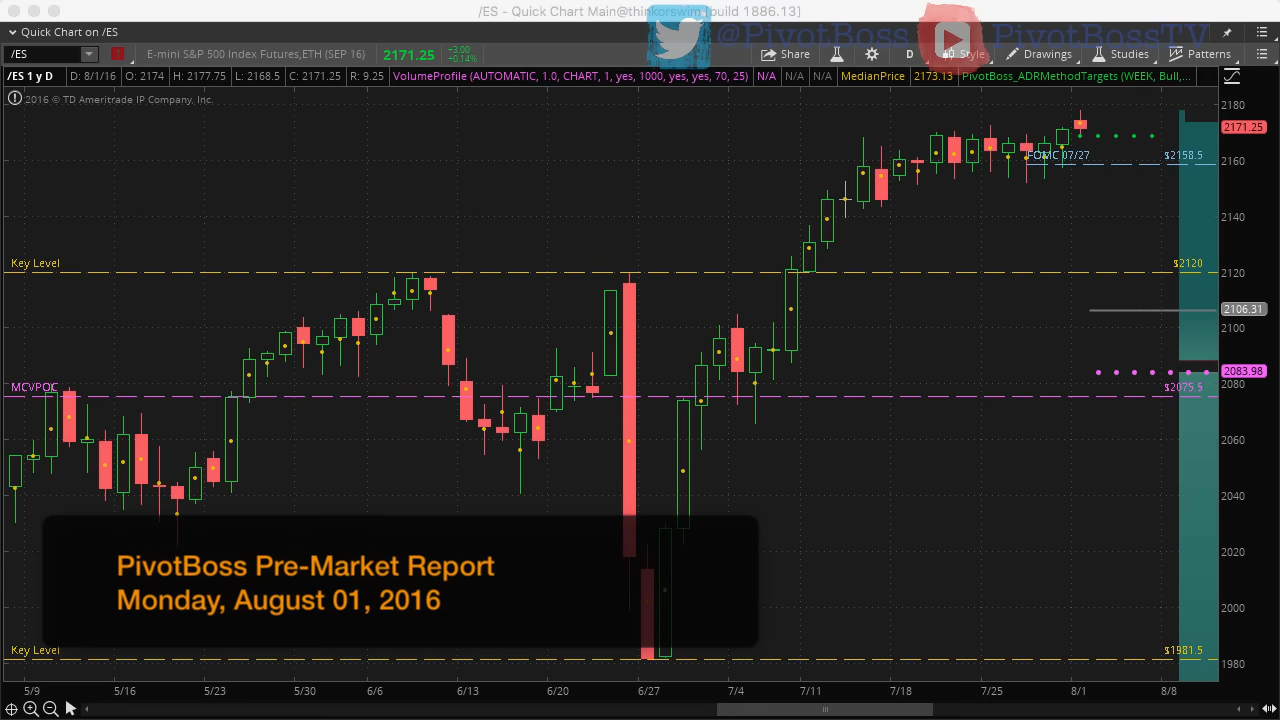 /ES - Quick Chart Main@thinkorswim [build 1886.13]
Quick Chart on /ES
@PivotBoss PivotBossTV
/ES 1 E-mini S&P 500 Index Futures,ETH (SEP 16) 2171.25 +3.00 +0.14% Share D Style Drawings Studies Patterns
/ES 1 y D D: 8/1/16 O: 2174 H: 2177.75 L: 2168.5 C: 2171.25 R: 9.25 VolumeProfile (AUTOMATIC, 1.0, CHART, 1, yes, 1000, yes, yes, 70, 25) N/A N/A N/A MedianPrice 2173.13 PivotBoss_ADRMethodTargets (WEEK, Bull,...
2016 © TD Ameritrade IP Company, Inc.
2180
2171.25
FOMC 07/27 $2158.5 2160
2140
Key Level $2120 2120
2106.31
2100
2083.98
MCVPOC $2075.5 2080
2060
2040
2020
PivotBoss Pre-Market Report
Monday, August 01, 2016
2000
Key Level $1981.5 1980
5/9 5/16 5/23 5/30 6/6 6/13 6/20 6/27 7/4 7/11 7/18 7/25 8/1 8/8